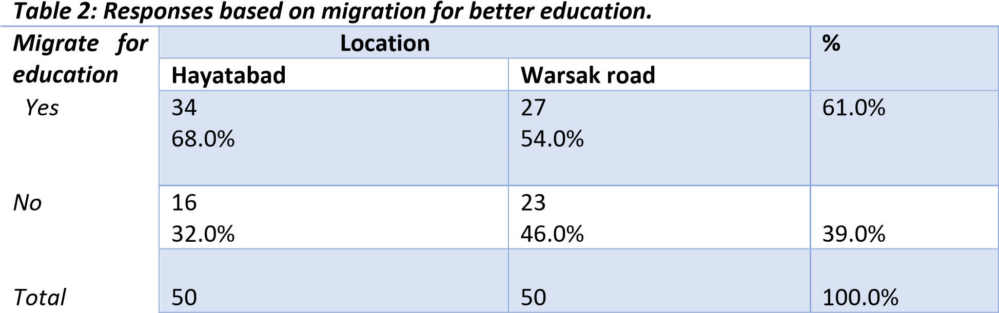 Table 2: Responses based on migration for better education.
Migrate for education Location %
Hayatabad Warsak road
Yes 34 27 61.0%
68.0% 54.0%
No 16 23
32.0% 46.0% 39.0%
Total 50 50 100.0%